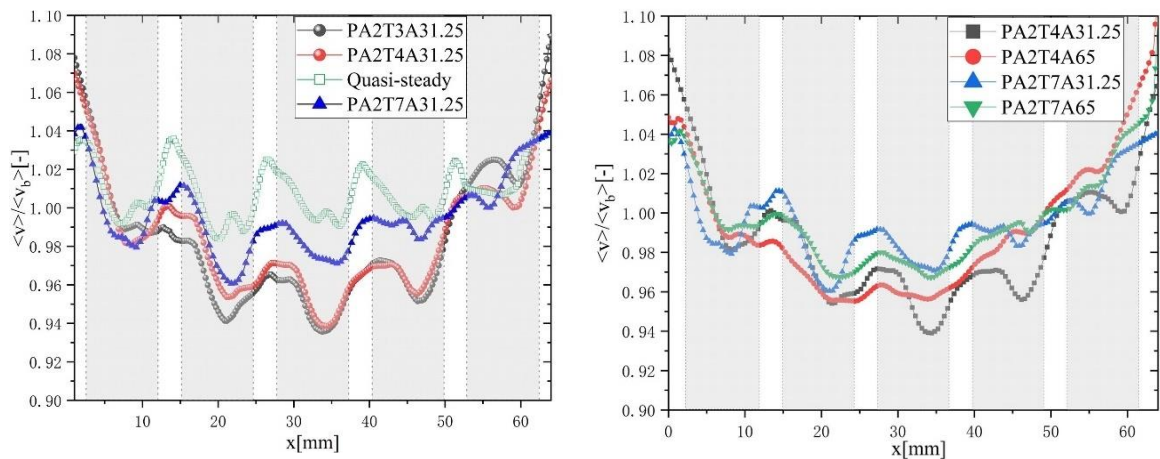 PA2T3A31.25
PA2T4A31.25
Quasi-steady
PA2T7A31.25
1.10
1.08
1.06
1.04
1.02
1.00
0.98
0.96
0.94
0.92
0.90
<v>/<v_b>[-]
10
20
30
40
50
60
x[mm]
PA2T4A31.25
PA2T4A65
PA2T7A31.25
PA2T7A65
1.10
1.08
1.06
1.04
1.02
1.00
0.98
0.96
0.94
0.92
0.90
<v>/<v_b>[-]
0
10
20
30
40
50
60
x[mm]